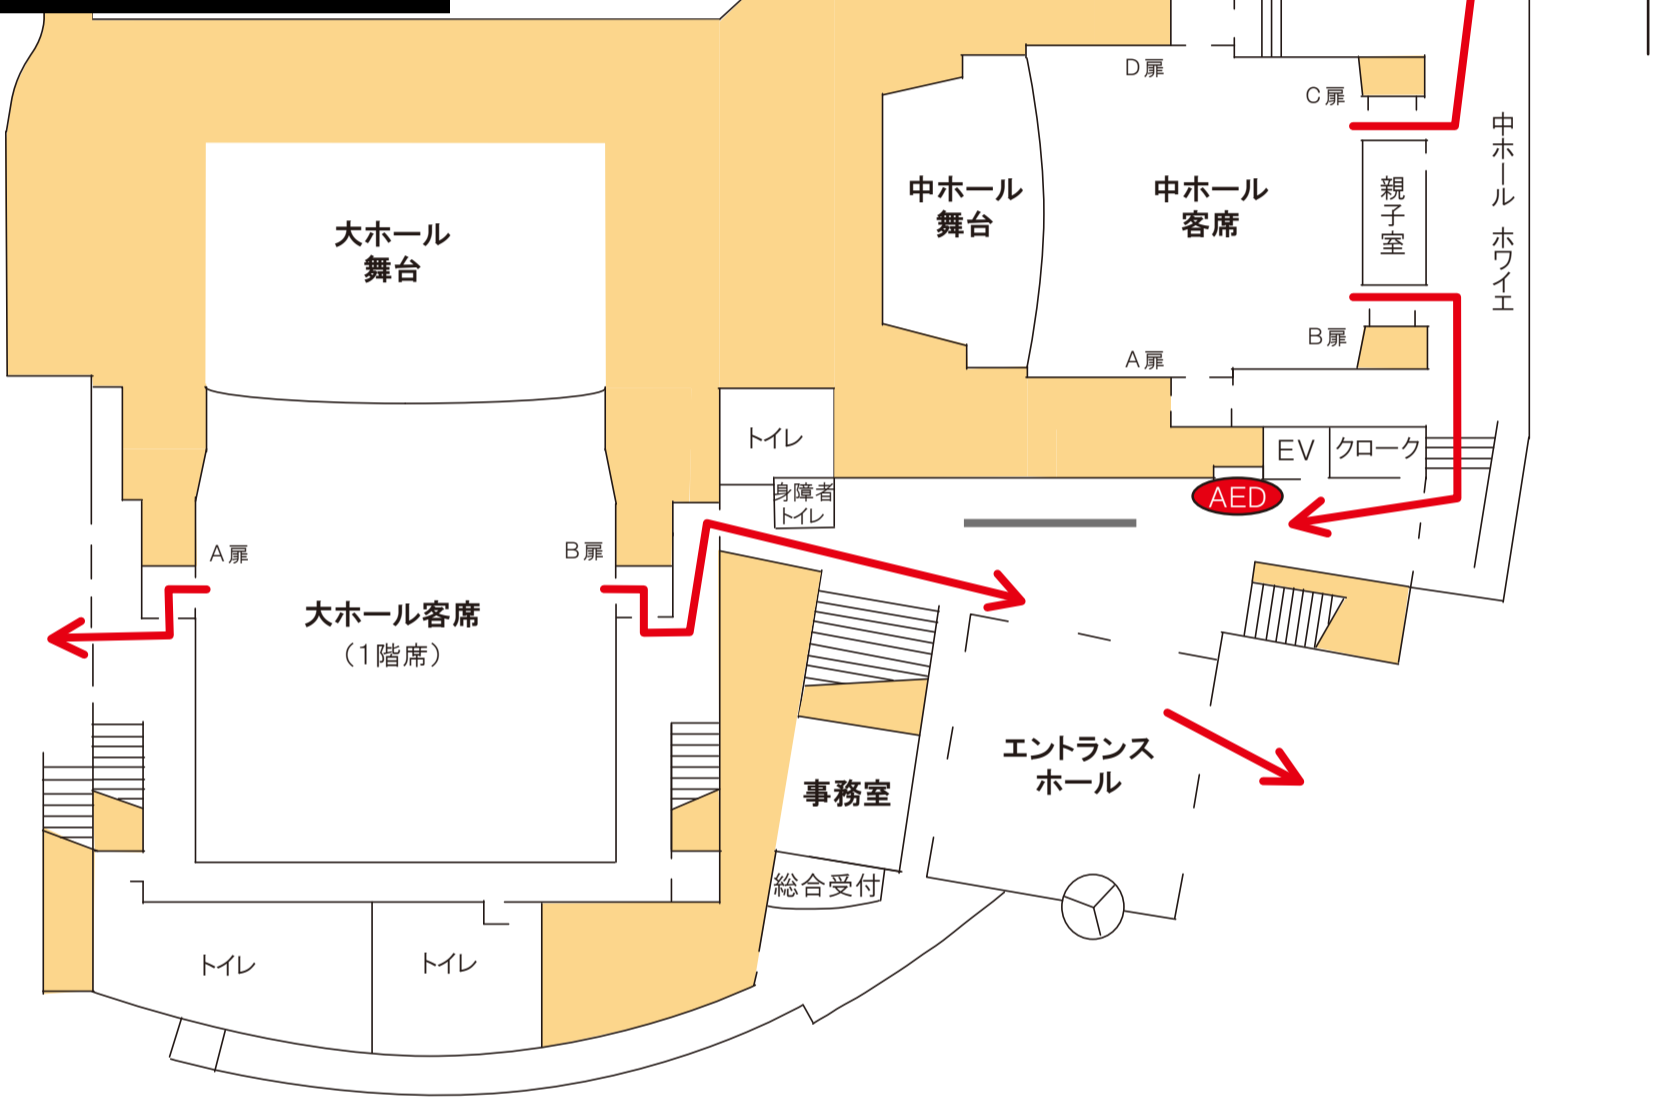 D扉
C扉
中ホール ホワイエ
大ホール
舞台
中ホール
舞台
中ホール
客席
親子室
B扉
A扉
トイレ
EV
クローク
身障者
トイレ
AED
A扉
B扉
大ホール客席
（1階席）
エントランス
ホール
事務室
総合受付
トイレ
トイレ